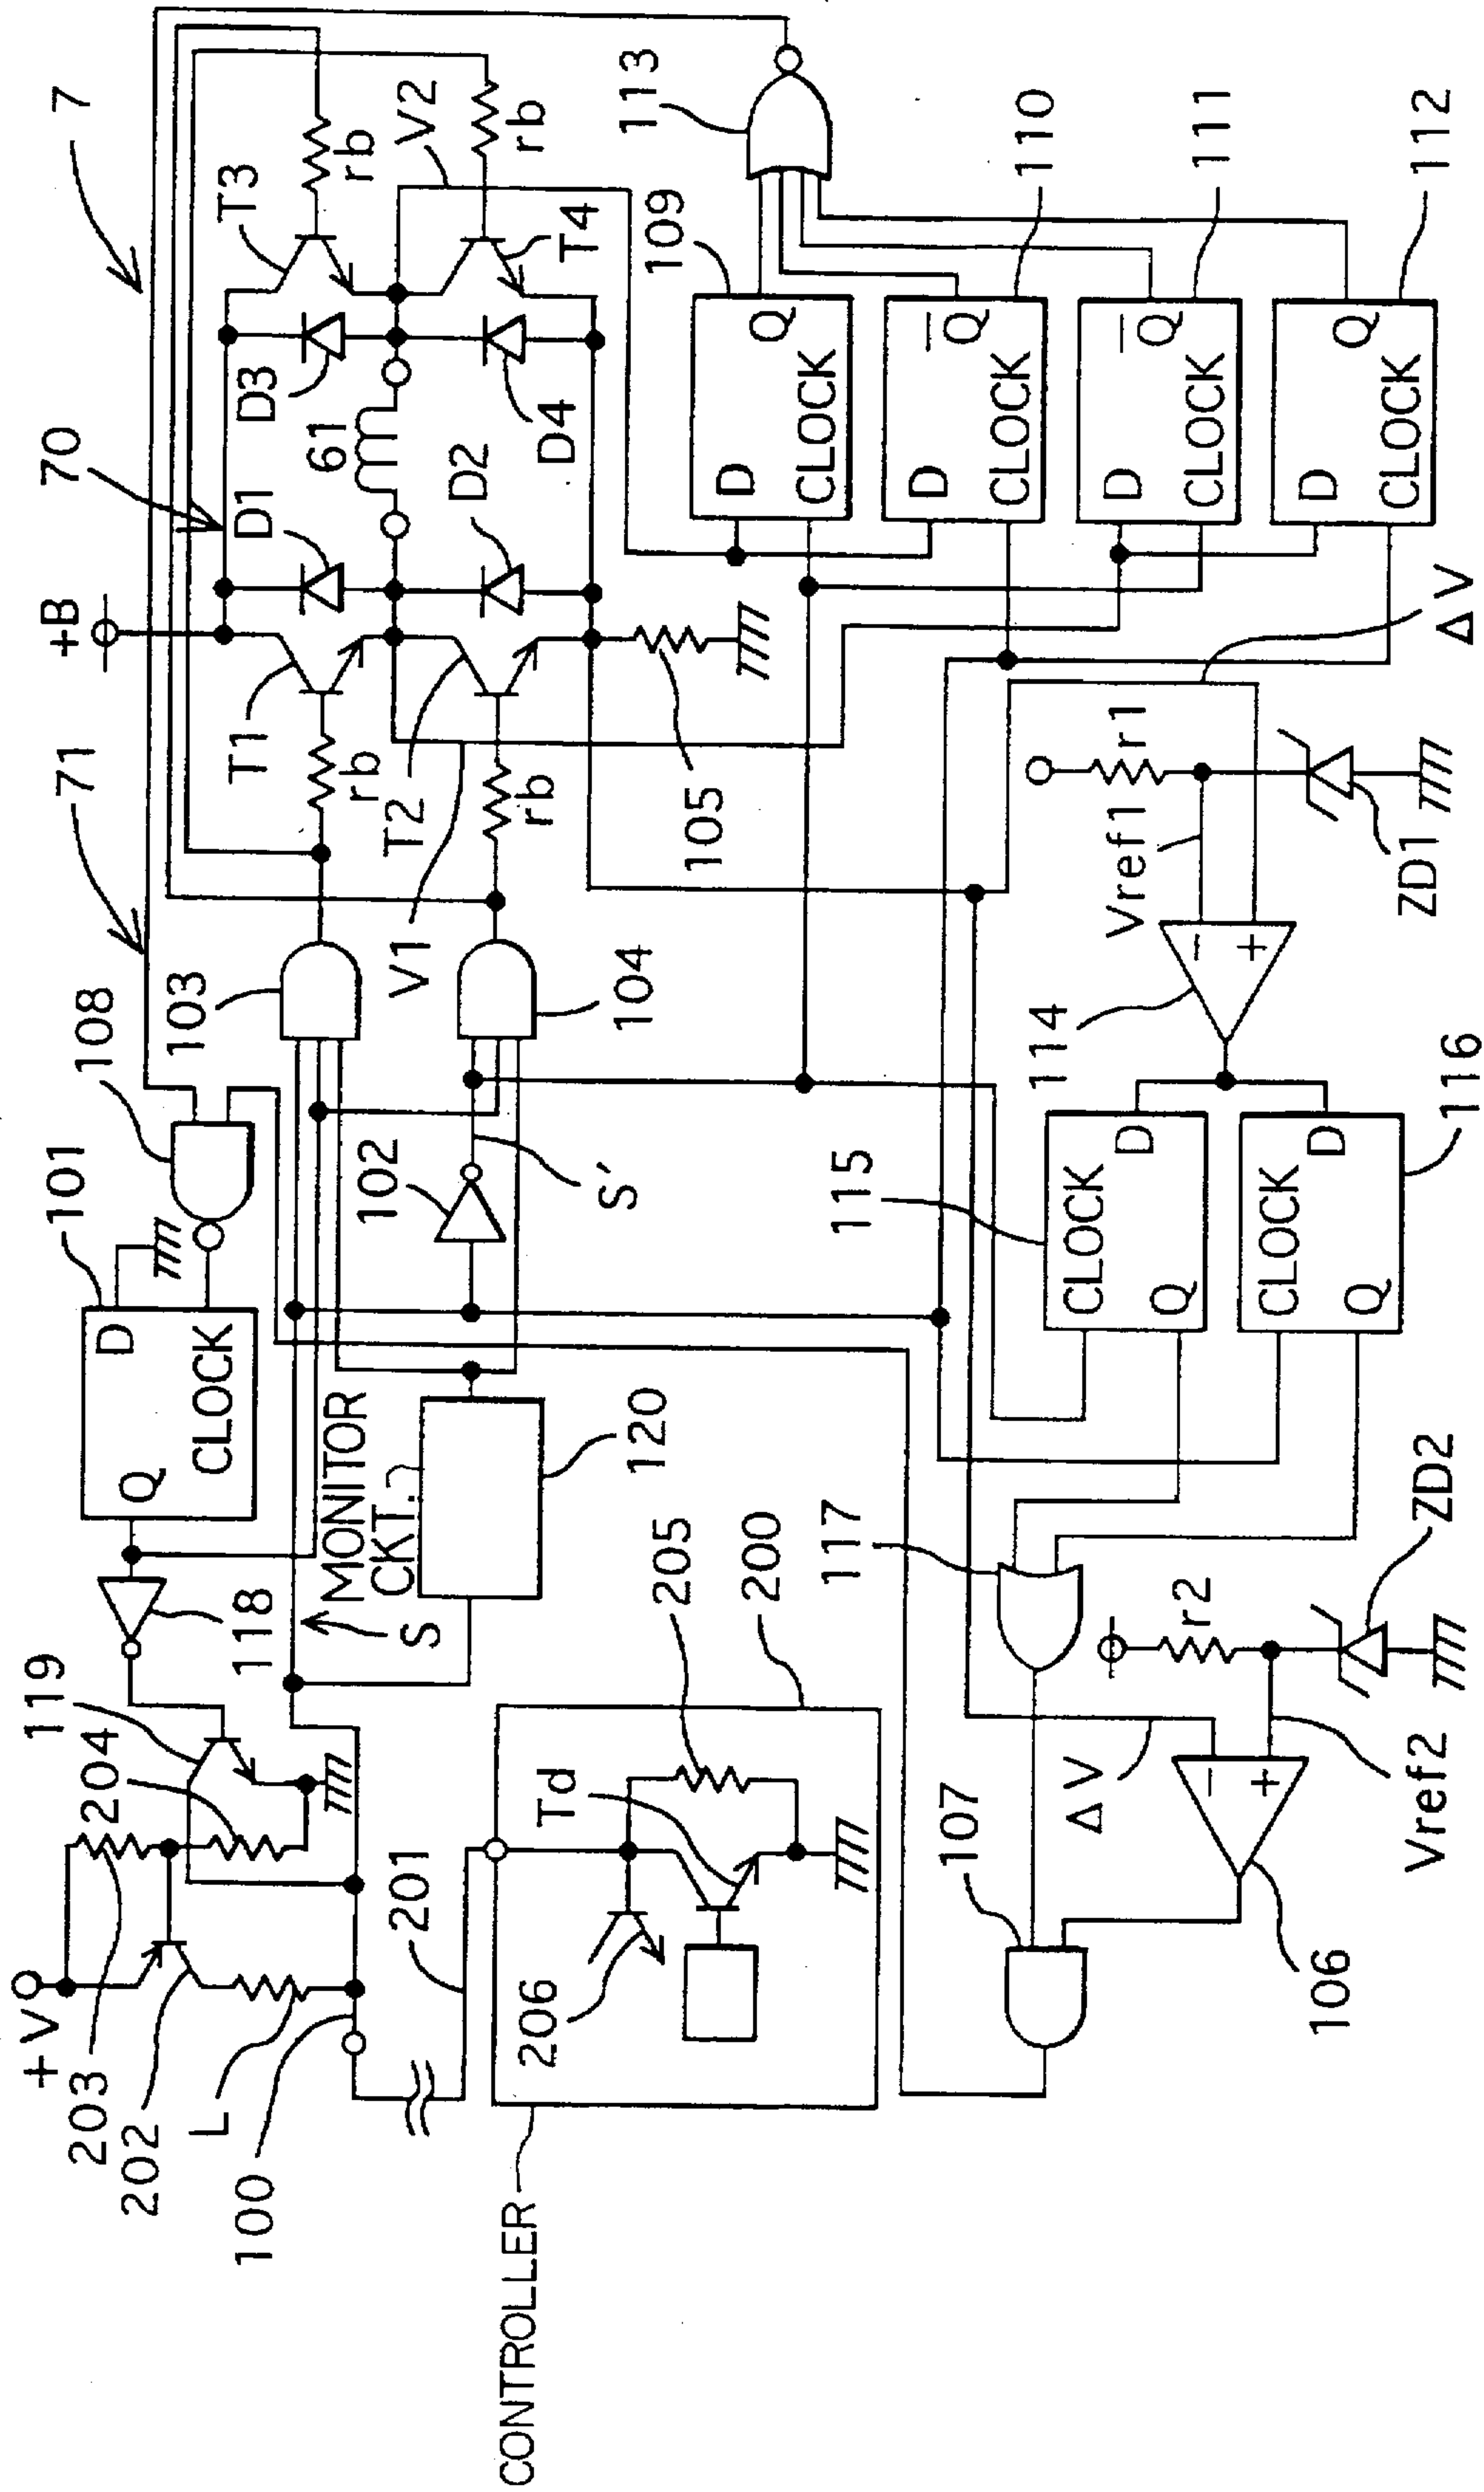 7
70
71
+B
T3
rb
V2
rb
T4
D3
D4
61
D1
D2
T1
rb
T2
rb
V1
105
113
109
Q
D
CLOCK
110
Q
D
CLOCK
111
Q
D
CLOCK
112
Q
D
CLOCK
ΔV
r1
Vref1
ZD1
−
+
114
103
104
108
101
D
Q
CLOCK
102
S'
118
119
MONITOR
CKT.
S
120
115
CLOCK
D
Q
116
CLOCK
D
Q
117
ZD2
r2
Vref2
ΔV
−
+
106
107
+V
203
204
202
L
100
201
205
200
Td
206
CONTROLLER